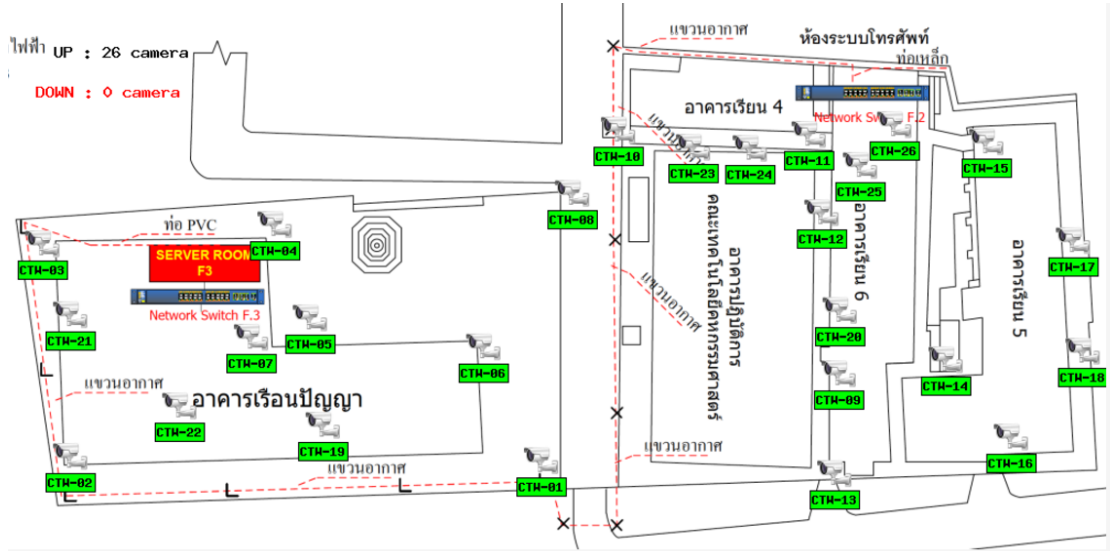 ไฟฟ้า
UP : 26 camera
DOWN : 0 camera
แขวนอากาศ
ห้องระบบโทรศัพท์
ท่อเหล็ก
อาคารเรียน 4
Network Switch F.2
แขวนอากาศ
CTW-10
CTW-23
CTW-24
CTW-11
CTW-26
CTW-15
CTW-25
CTW-08
ท่อ PVC
CTW-04
CTW-03
SERVER ROOM
F3
Network Switch F.3
CTW-12
CTW-17
คณะเทคโนโลยีคหกรรมศาสตร์
อาคารปฏิบัติการ
อาคารเรียน 6
อาคารเรียน 5
แขวนอากาศ
CTW-21
CTW-05
CTW-07
CTW-06
CTW-20
CTW-14
CTW-18
CTW-09
แขวนอากาศ
อาคารเรือนปัญญา
CTW-22
CTW-19
แขวนอากาศ
แขวนอากาศ
CTW-02
CTW-01
CTW-16
CTW-13